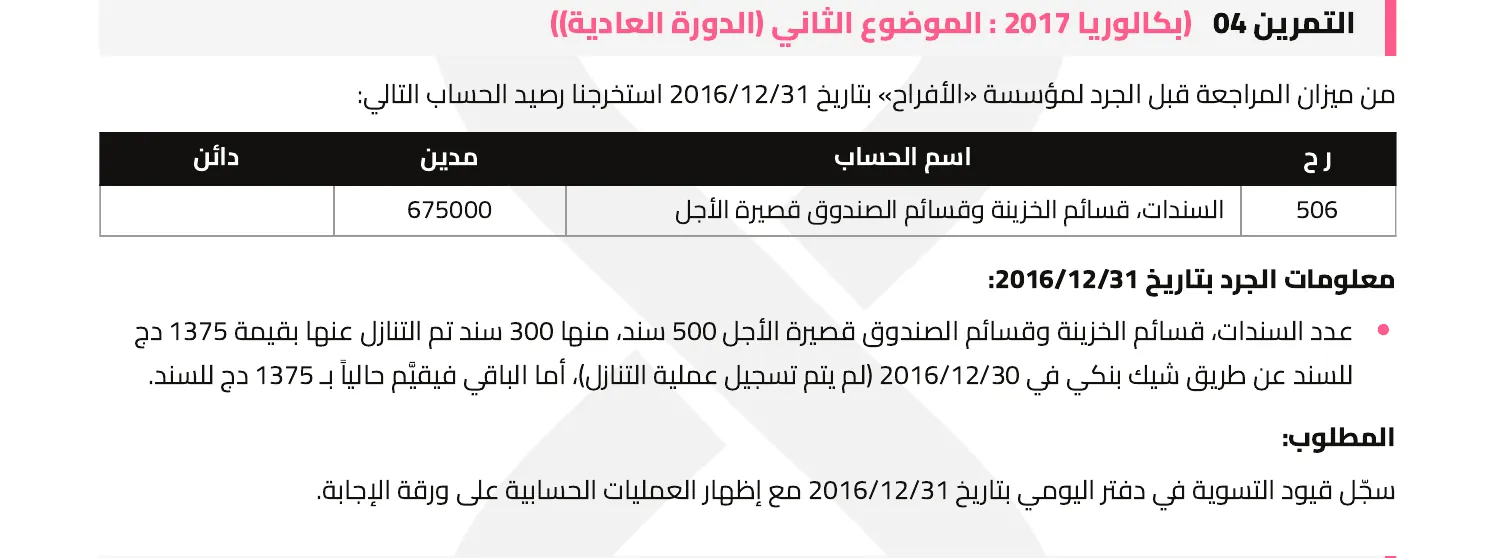 التمرين 04 (بكالوريا 2017 : الموضوع الثاني (الدورة العادية))
من ميزان المراجعة قبل الجرد لمؤسسة «الأفراح» بتاريخ 2016/12/31 استخرجنا رصيد الحساب التالي:
ر ح اسم الحساب مدين دائن
506 السندات، قسائم الخزينة وقسائم الصندوق قصيرة الأجل 675000
معلومات الجرد بتاريخ 2016/12/31:
• عدد السندات، قسائم الخزينة وقسائم الصندوق قصيرة الأجل 500 سند، منها 300 سند تم التنازل عنها بقيمة 1375 دج
للسند عن طريق شيك بنكي في 2016/12/30 (لم يتم تسجيل عملية التنازل)، أما الباقي فيقيَّم حالياً بـ 1375 دج للسند.
المطلوب:
سجّل قيود التسوية في دفتر اليومي بتاريخ 2016/12/31 مع إظهار العمليات الحسابية على ورقة الإجابة.